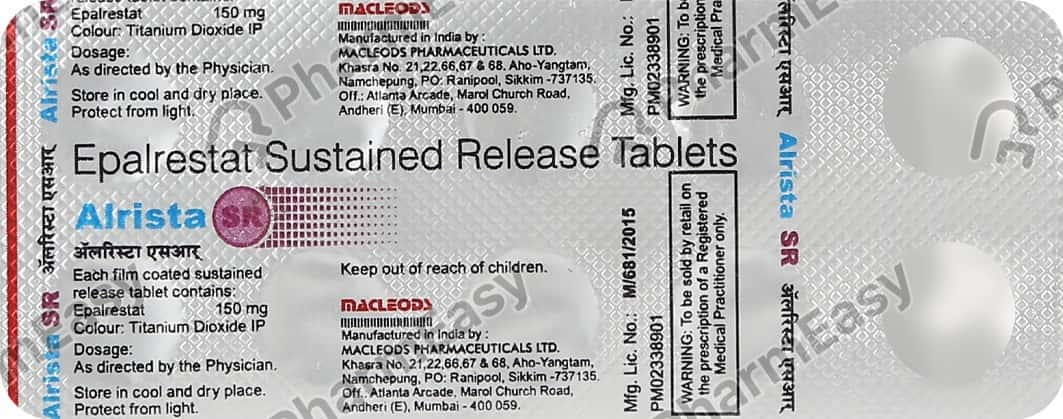 Epalrestat 150 mg
Colour: Titanium Dioxide IP
Dosage:
As directed by the Physician.
Store in cool and dry place.
Protect from light.
MACLEODS
Manufactured in India by :
MACLEODS PHARMACEUTICALS LTD.
Khasra No. 21,22,66,67 & 68, Aho-Yangtam,
Namchepung, PO: Ranipool, Sikkim -737135.
Off.: Atlanta Arcade, Marol Church Road,
Andheri (E), Mumbai - 400 059.
Mfg. Lic. No.:
PM02338901
WARNING: To be
the prescription
Medical
Alrista SR
अ‍ॅलरिस्टा एसआर्
Epalrestat Sustained Release Tablets
Alrista SR
अ‍ॅलरिस्टा एसआर्
Each film coated sustained
release tablet contains:
Epalrestat 150 mg
Colour: Titanium Dioxide IP
Dosage:
As directed by the Physician.
Store in cool and dry place.
Protect from light.
Keep out of reach of children.
MACLEODS
Manufactured in India by :
MACLEODS PHARMACEUTICALS LTD.
Khasra No. 21,22,66,67 & 68, Aho-Yangtam,
Namchepung, PO: Ranipool, Sikkim -737135.
Off.: Atlanta Arcade, Marol Church Road,
Andheri (E), Mumbai - 400 059.
Mfg. Lic. No.: M/681/2015
PM02338901
WARNING: To be sold by retail on
the prescription of a Registered
Medical Practitioner only.
Alrista SR
अ‍ॅलरिस्टा एसआर्
Alrista SR
अ‍ॅलरिस्टा एसआर्
PharmEasy
PharmEasy
PharmEasy